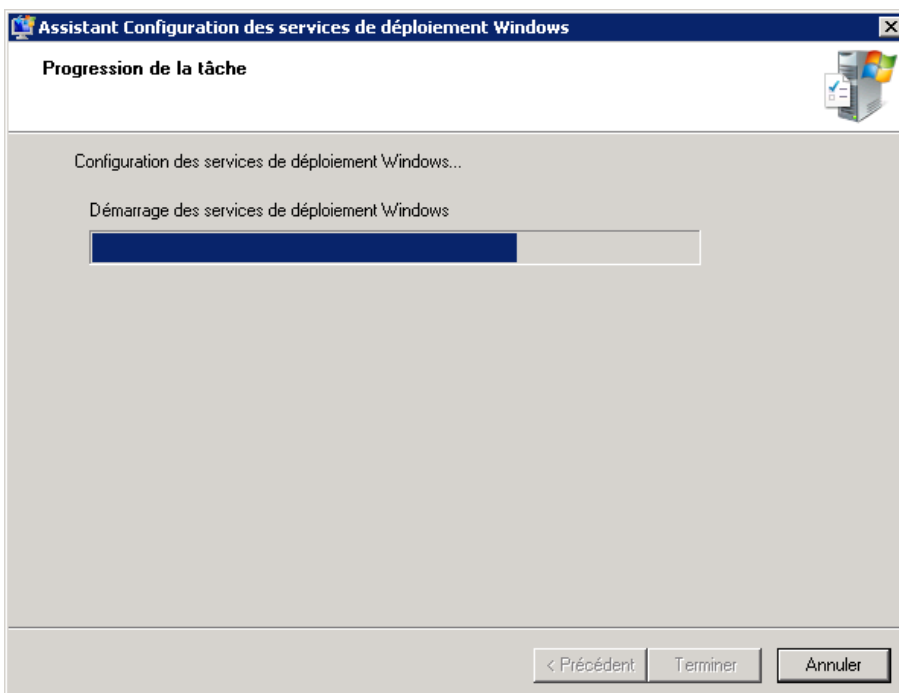 Assistant Configuration des services de déploiement Windows
Progression de la tâche
Configuration des services de déploiement Windows...
Démarrage des services de déploiement Windows
< Précédent
Terminer
Annuler